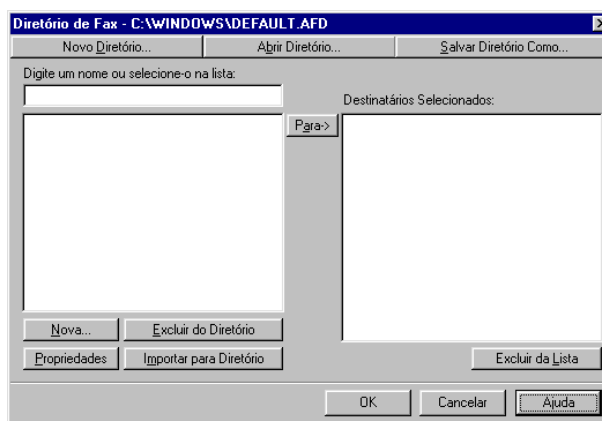 Diretório de Fax - C:\WINDOWS\DEFAULT.AFD
Novo Diretório... Abrir Diretório... Salvar Diretório Como...
Digite um nome ou selecione-o na lista:
Destinatários Selecionados:
Para->
Nova... Excluir do Diretório
Propriedades Importar para Diretório Excluir da Lista
OK Cancelar Ajuda